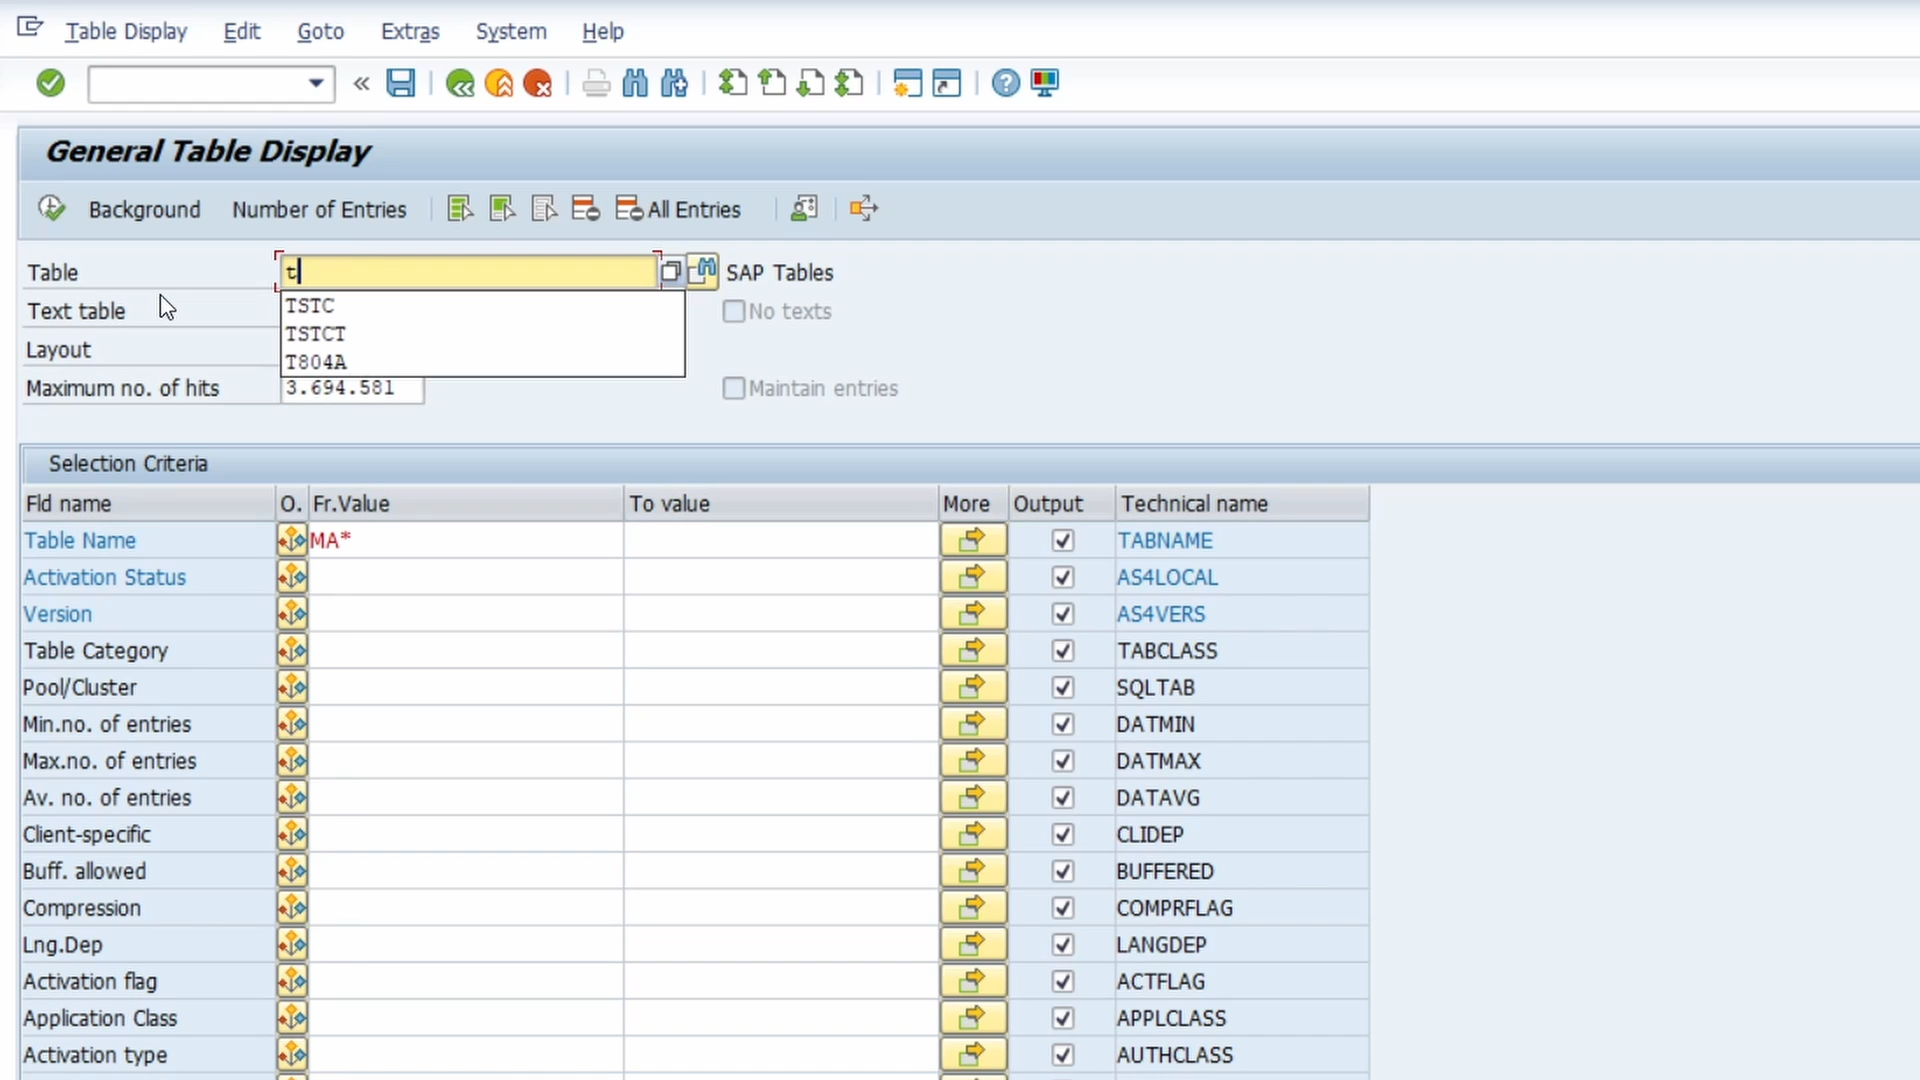 Table Display Edit Goto Extras System Help
General Table Display
Background Number of Entries All Entries
Table t SAP Tables
Text table TSTC No texts
TSTCT
Layout T804A
Maximum no. of hits 3.694.581 Maintain entries
Selection Criteria
Fld name O. Fr.Value To value More Output Technical name
Table Name MA* TABNAME
Activation Status AS4LOCAL
Version AS4VERS
Table Category TABCLASS
Pool/Cluster SQLTAB
Min.no. of entries DATMIN
Max.no. of entries DATMAX
Av. no. of entries DATAVG
Client-specific CLIDEP
Buff. allowed BUFFERED
Compression COMPRFLAG
Lng.Dep LANGDEP
Activation flag ACTFLAG
Application Class APPLCLASS
Activation type AUTHCLASS